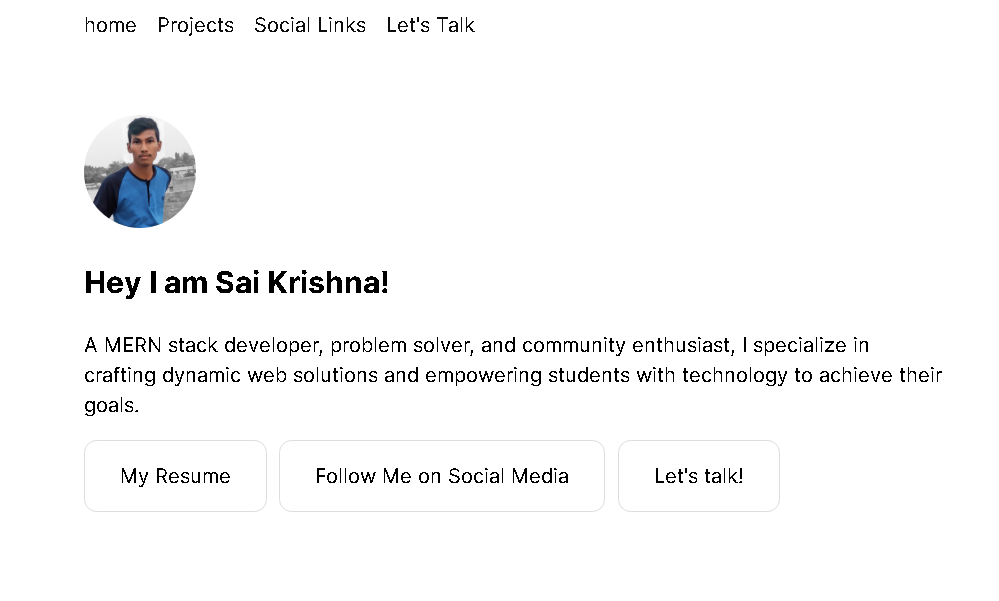 home Projects Social Links Let's Talk
Hey I am Sai Krishna!
A MERN stack developer, problem solver, and community enthusiast, I specialize in
crafting dynamic web solutions and empowering students with technology to achieve their
goals.
My Resume Follow Me on Social Media Let's talk!